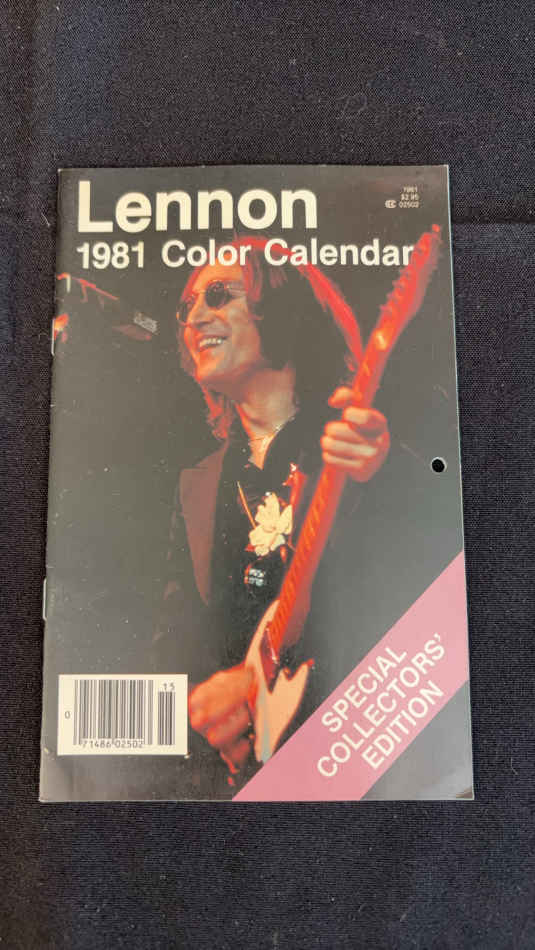 Lennon
1981 Color Calendar
1981
$2.95
02502
SPECIAL
COLLECTORS'
EDITION
15
0 71486 02502